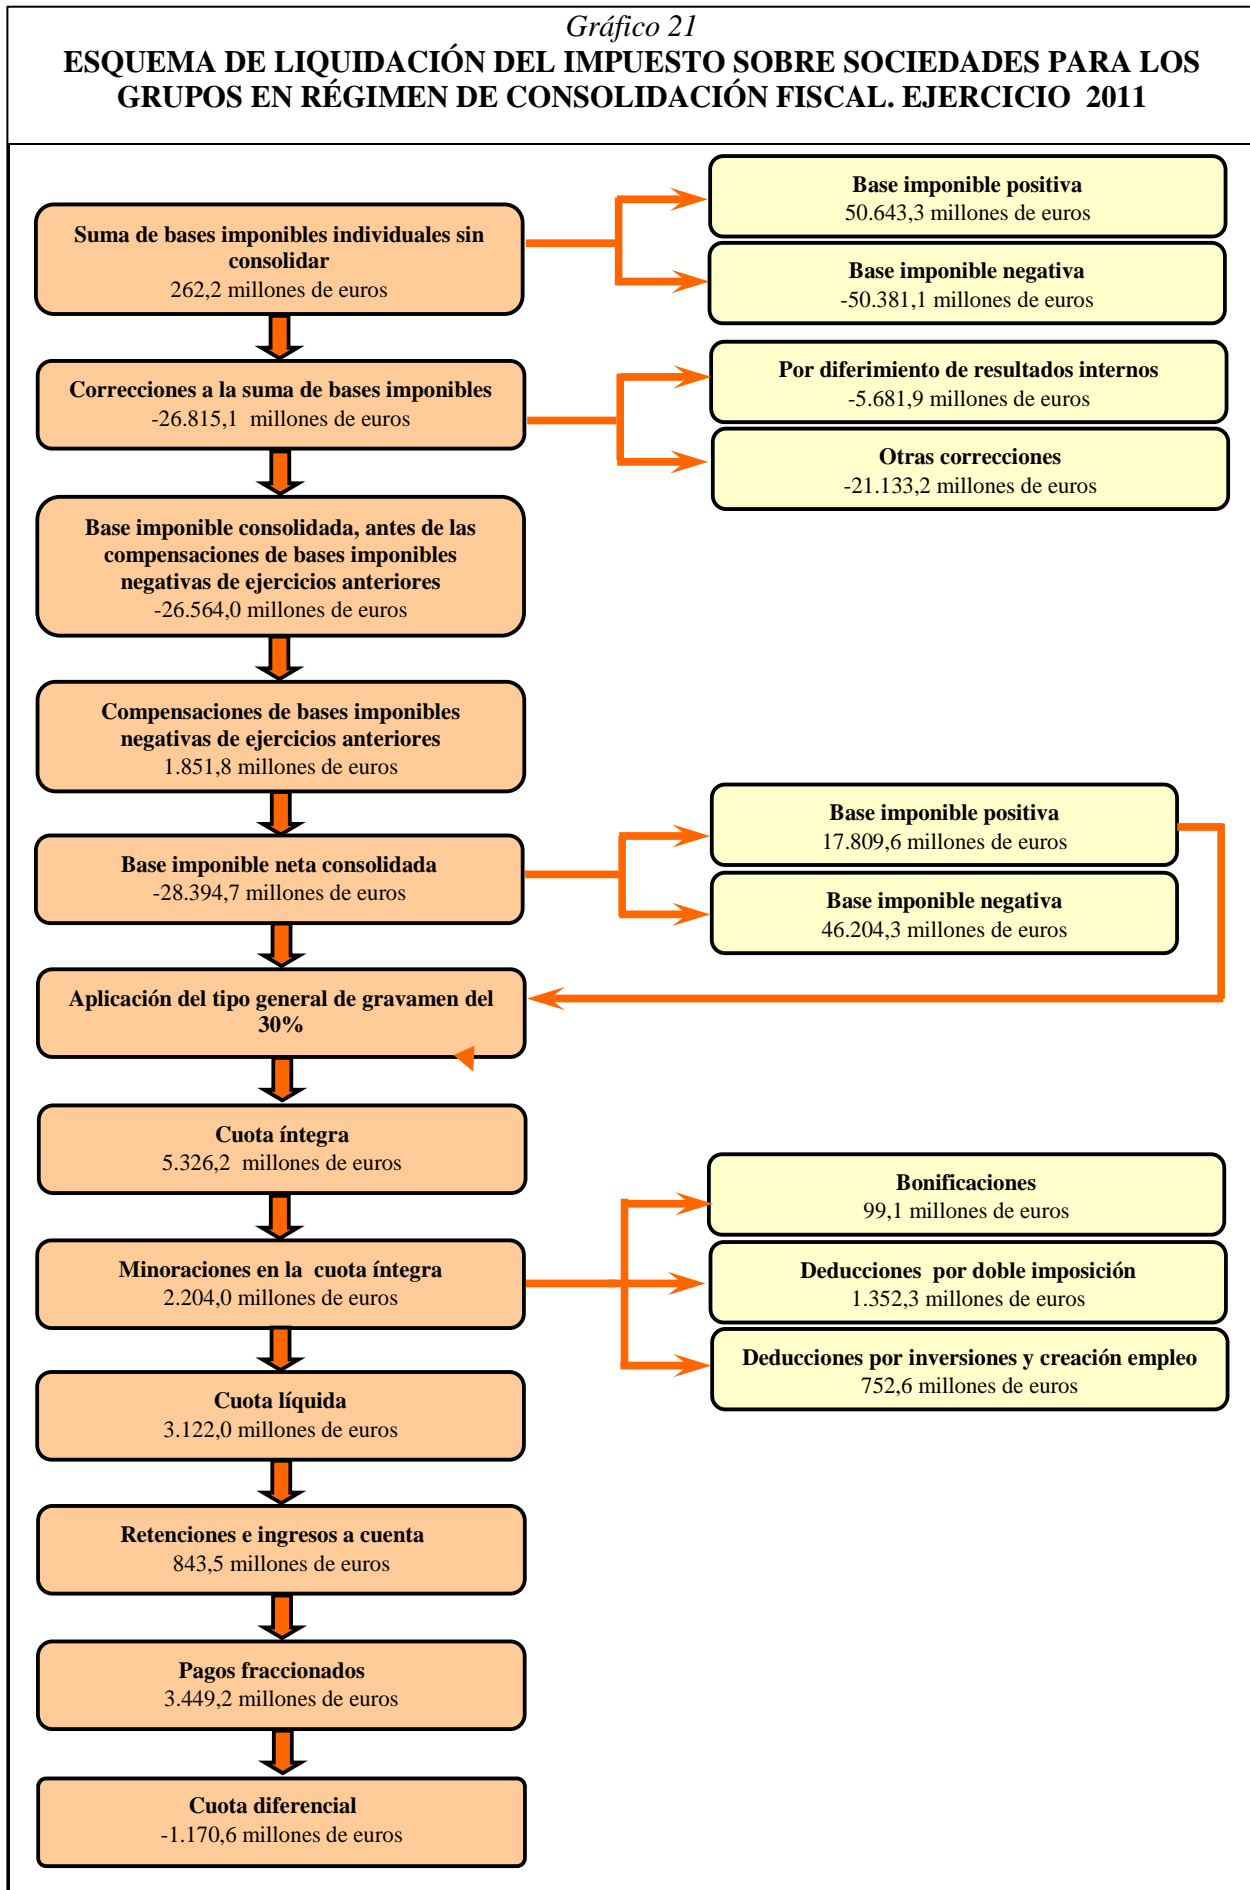 Gráfico 21
ESQUEMA DE LIQUIDACIÓN DEL IMPUESTO SOBRE SOCIEDADES PARA LOS
GRUPOS EN RÉGIMEN DE CONSOLIDACIÓN FISCAL. EJERCICIO 2011
Suma de bases imponibles individuales sin
consolidar
262,2 millones de euros
Base imponible positiva
50.643,3 millones de euros
Base imponible negativa
-50.381,1 millones de euros
Correcciones a la suma de bases imponibles
-26.815,1 millones de euros
Por diferimiento de resultados internos
-5.681,9 millones de euros
Otras correcciones
-21.133,2 millones de euros
Base imponible consolidada, antes de las
compensaciones de bases imponibles
negativas de ejercicios anteriores
-26.564,0 millones de euros
Compensaciones de bases imponibles
negativas de ejercicios anteriores
1.851,8 millones de euros
Base imponible neta consolidada
-28.394,7 millones de euros
Base imponible positiva
17.809,6 millones de euros
Base imponible negativa
46.204,3 millones de euros
Aplicación del tipo general de gravamen del
30%
Cuota íntegra
5.326,2 millones de euros
Minoraciones en la cuota íntegra
2.204,0 millones de euros
Bonificaciones
99,1 millones de euros
Deducciones por doble imposición
1.352,3 millones de euros
Deducciones por inversiones y creación empleo
752,6 millones de euros
Cuota líquida
3.122,0 millones de euros
Retenciones e ingresos a cuenta
843,5 millones de euros
Pagos fraccionados
3.449,2 millones de euros
Cuota diferencial
-1.170,6 millones de euros